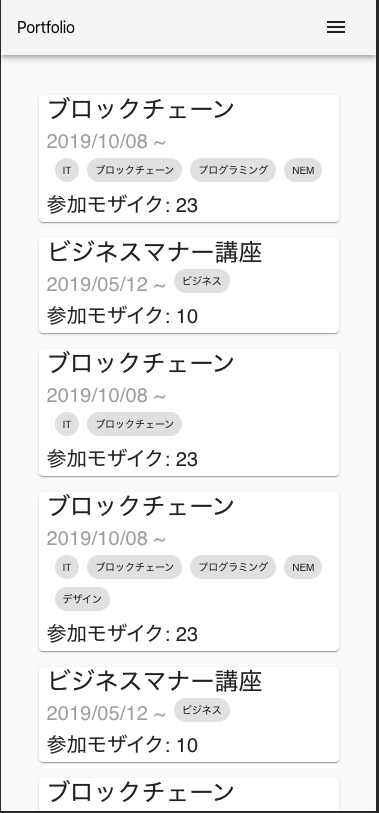 Portfolio
ブロックチェーン
2019/10/08 ~
IT ブロックチェーン プログラミング NEM
参加モザイク: 23
ビジネスマナー講座
2019/05/12 ~ ビジネス
参加モザイク: 10
ブロックチェーン
2019/10/08 ~
IT ブロックチェーン
参加モザイク: 23
ブロックチェーン
2019/10/08 ~
IT ブロックチェーン プログラミング NEM
デザイン
参加モザイク: 23
ビジネスマナー講座
2019/05/12 ~ ビジネス
参加モザイク: 10
ブロックチェーン